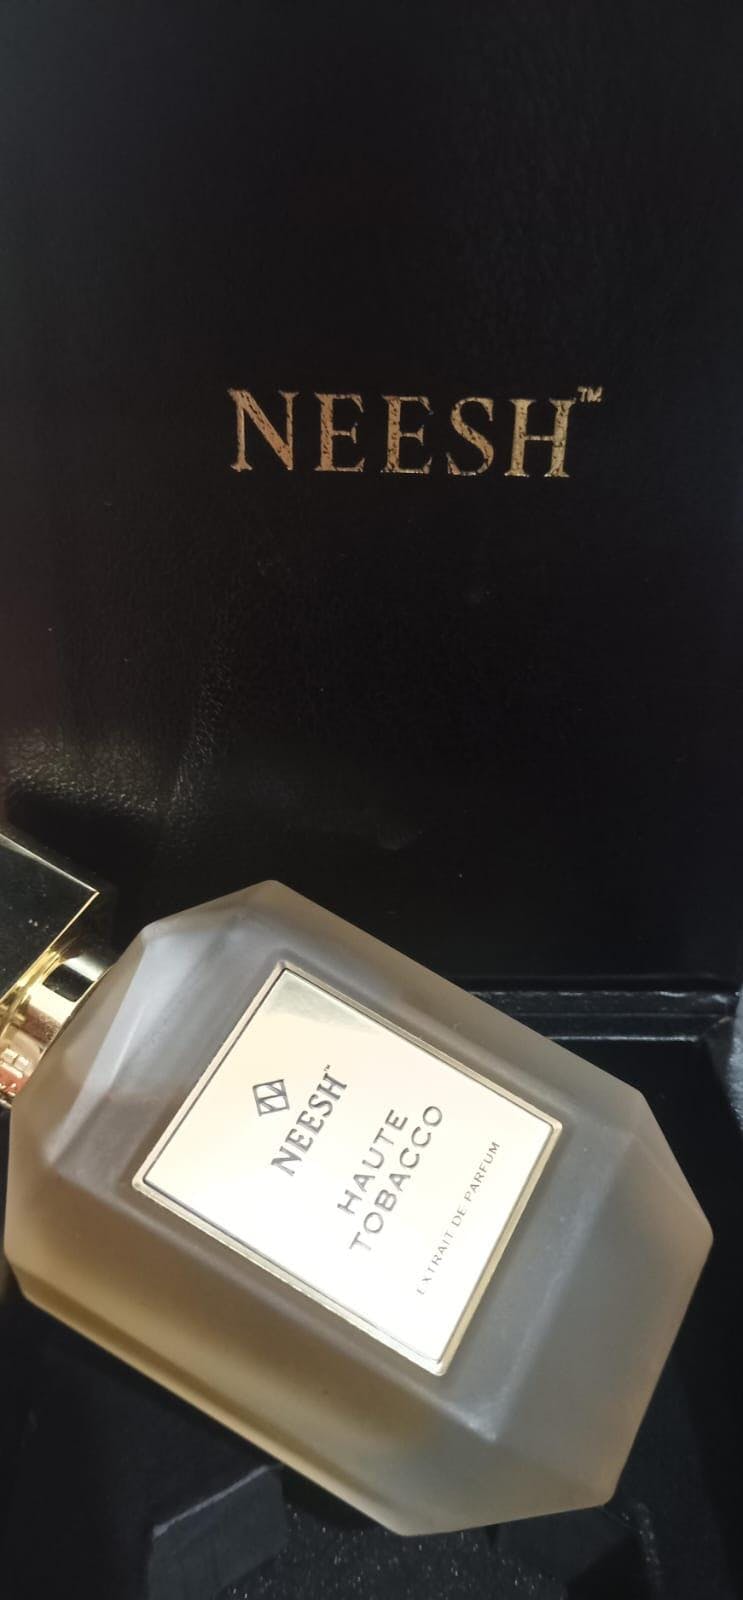 NEESH™
NEESH™
HAUTE
TOBACCO
EXTRAIT DE PARFUM